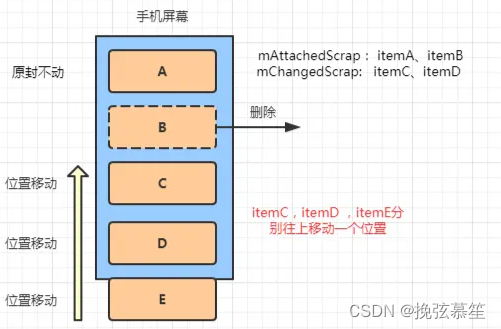 手机屏幕
原封不动
A
mAttachedScrap： itemA、itemB
mChangedScrap: itemC、itemD
B
删除
位置移动
C
itemC，itemD ，itemE分
别往上移动一个位置
位置移动
D
位置移动
E
CSDN @挽弦慕笙